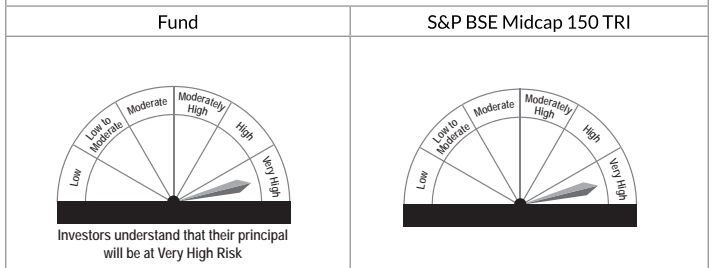 Fund
S&P BSE Midcap 150 TRI
Low
Low to
Moderate
Moderate
Moderately
High
High
Very High
Investors understand that their principal
will be at Very High Risk
Low
Low to
Moderate
Moderate
Moderately
High
High
Very High